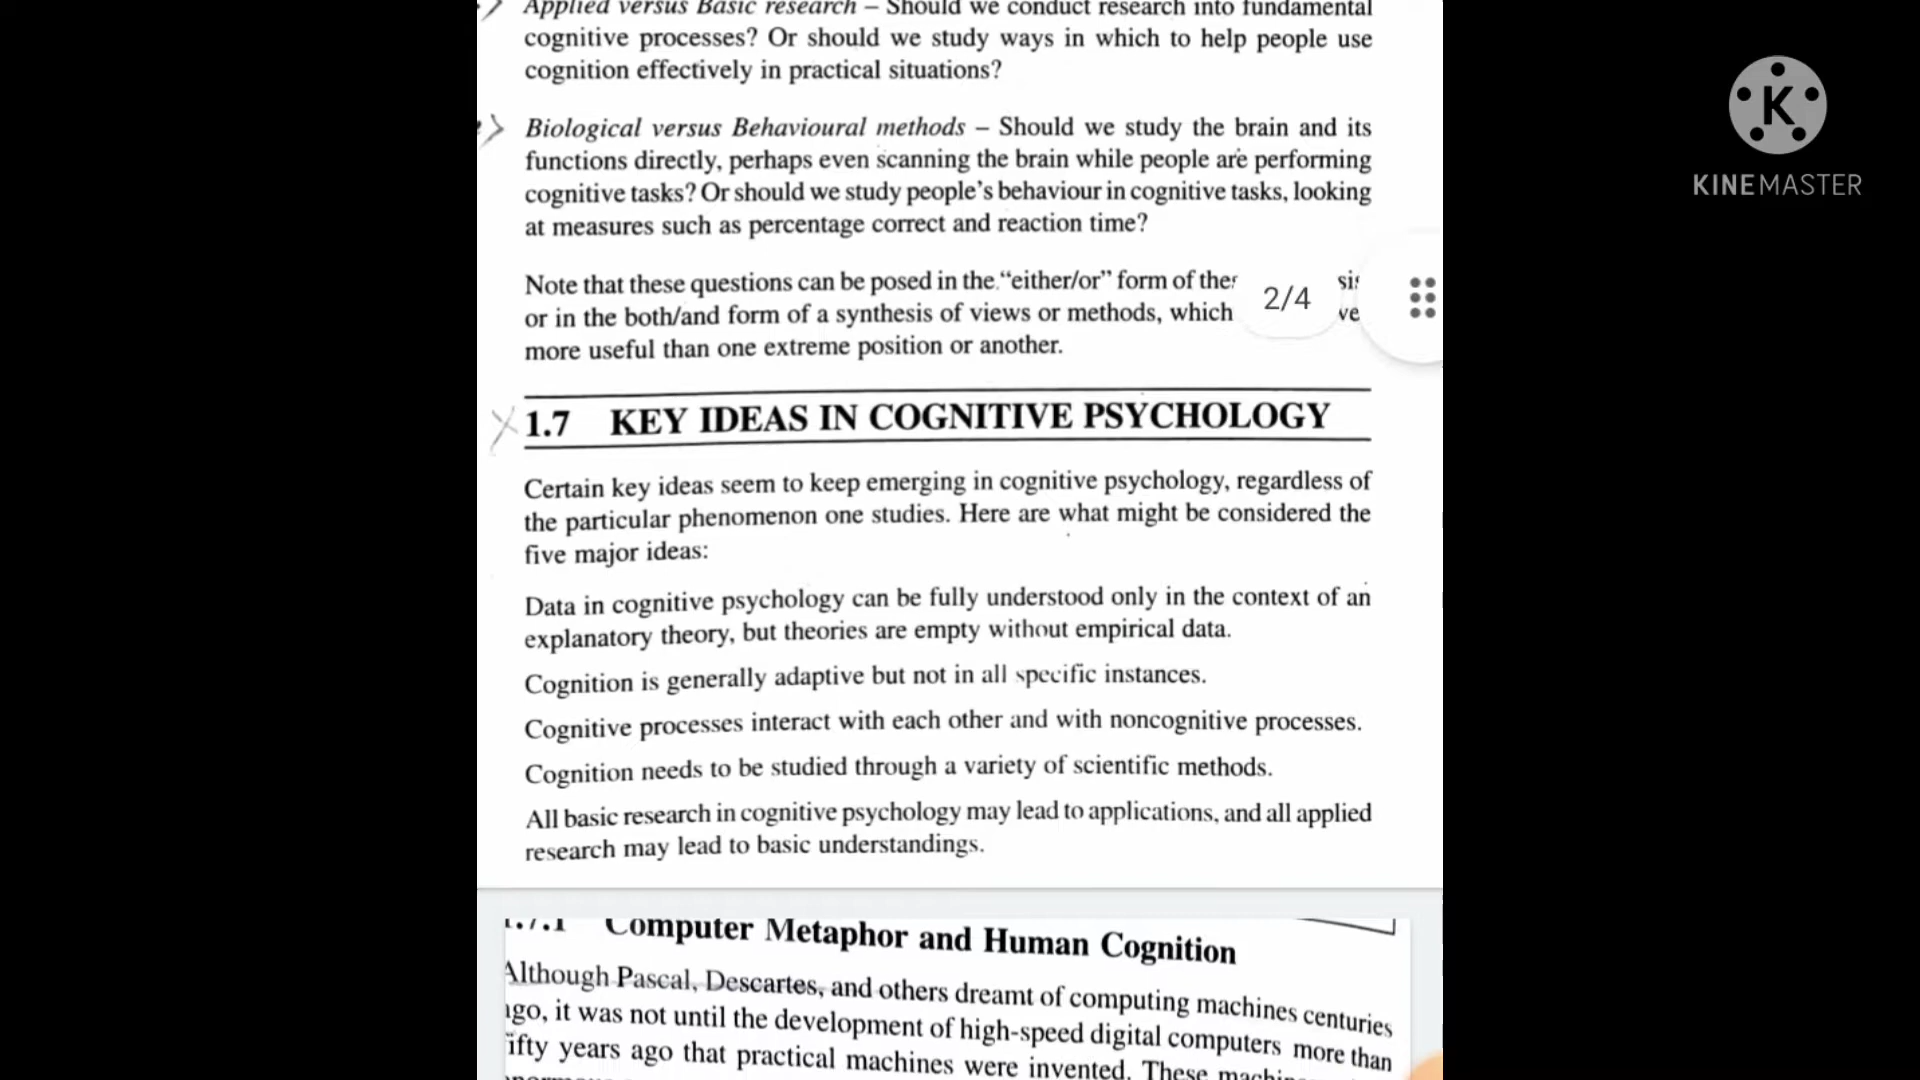 Applied versus Basic research – Should we conduct research into fundamental
cognitive processes? Or should we study ways in which to help people use
cognition effectively in practical situations?
Biological versus Behavioural methods – Should we study the brain and its
functions directly, perhaps even scanning the brain while people are performing
cognitive tasks? Or should we study people's behaviour in cognitive tasks, looking
at measures such as percentage correct and reaction time?
Note that these questions can be posed in the "either/or" form of
or in the both/and form of a synthesis of views or methods, which
more useful than one extreme position or another.
2/4
KINEMASTER
1.7 KEY IDEAS IN COGNITIVE PSYCHOLOGY
Certain key ideas seem to keep emerging in cognitive psychology, regardless of
the particular phenomenon one studies. Here are what might be considered the
five major ideas:
Data in cognitive psychology can be fully understood only in the context of an
explanatory theory, but theories are empty without empirical data.
Cognition is generally adaptive but not in all specific instances.
Cognitive processes interact with each other and with noncognitive processes.
Cognition needs to be studied through a variety of scientific methods.
All basic research in cognitive psychology may lead to applications, and all applied
research may lead to basic understandings.
1.7.1 Computer Metaphor and Human Cognition
Although Pascal, Descartes, and others dreamt of computing machines centuries
ago, it was not until the development of high-speed digital computers more than
fifty years ago that practical machines were invented. These